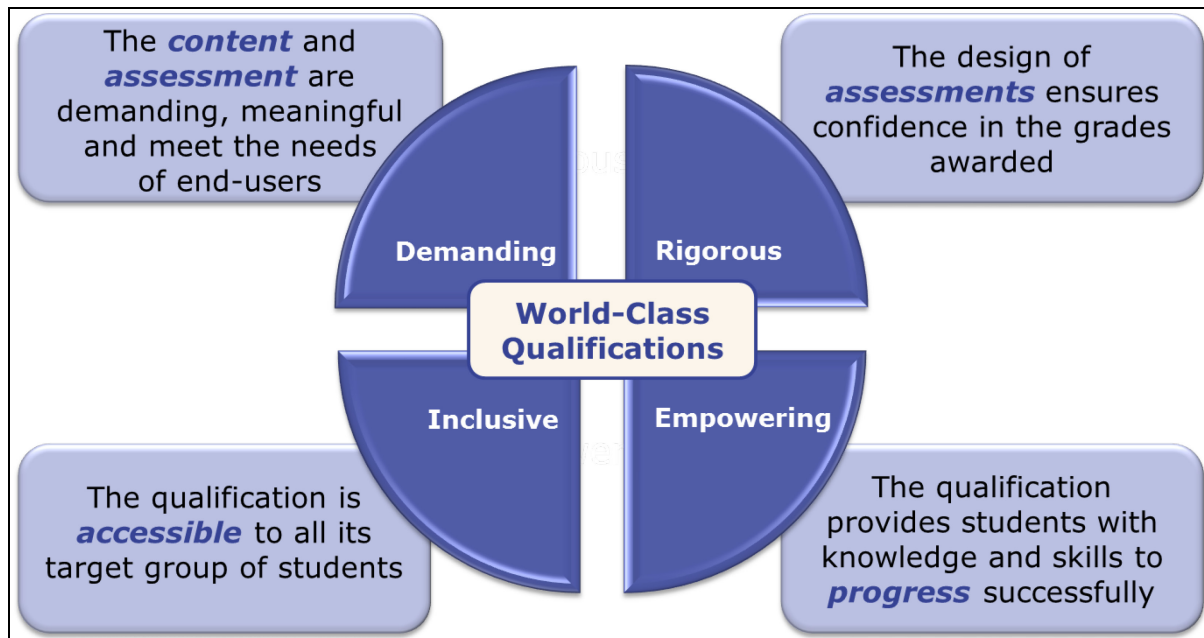 The content and
assessment are
demanding, meaningful
and meet the needs
of end-users
The design of
assessments ensures
confidence in the grades
awarded
Demanding
Rigorous
World-Class
Qualifications
Inclusive
Empowering
The qualification is
accessible to all its
target group of students
The qualification
provides students with
knowledge and skills to
progress successfully